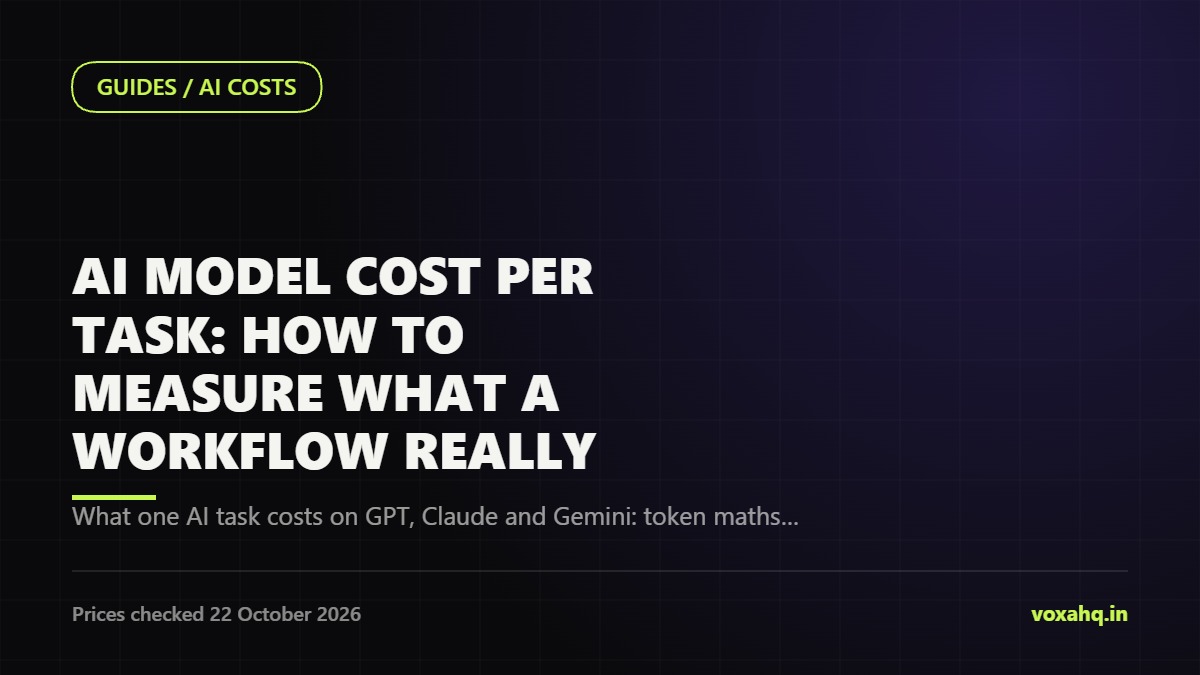 GUIDES / AI COSTS
AI MODEL COST PER
TASK: HOW TO
MEASURE WHAT A
WORKFLOW REALLY
What one AI task costs on GPT, Claude and Gemini: token maths...
Prices checked 22 October 2026
voxahq.in